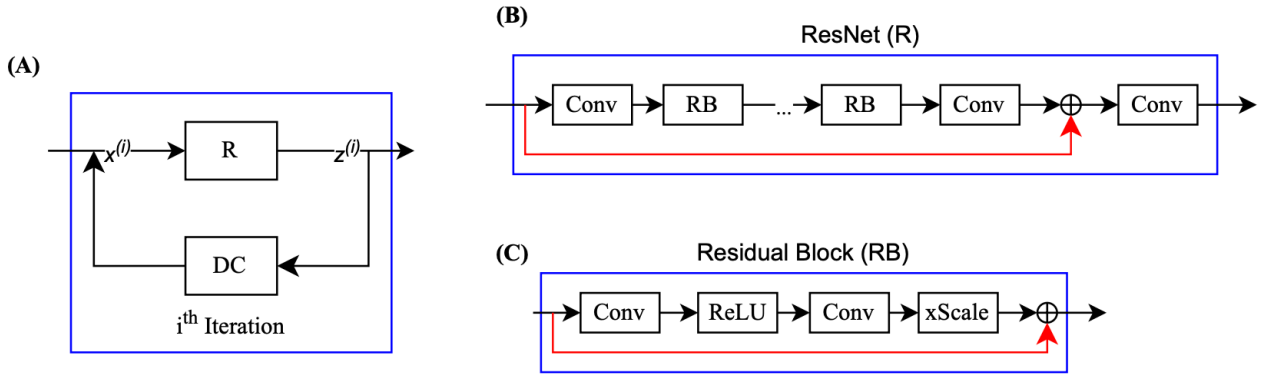 (A)
x(i)
R
z(i)
DC
ith Iteration
(B)
ResNet (R)
Conv
RB
...
RB
Conv
Conv
(C)
Residual Block (RB)
Conv
ReLU
Conv
xScale